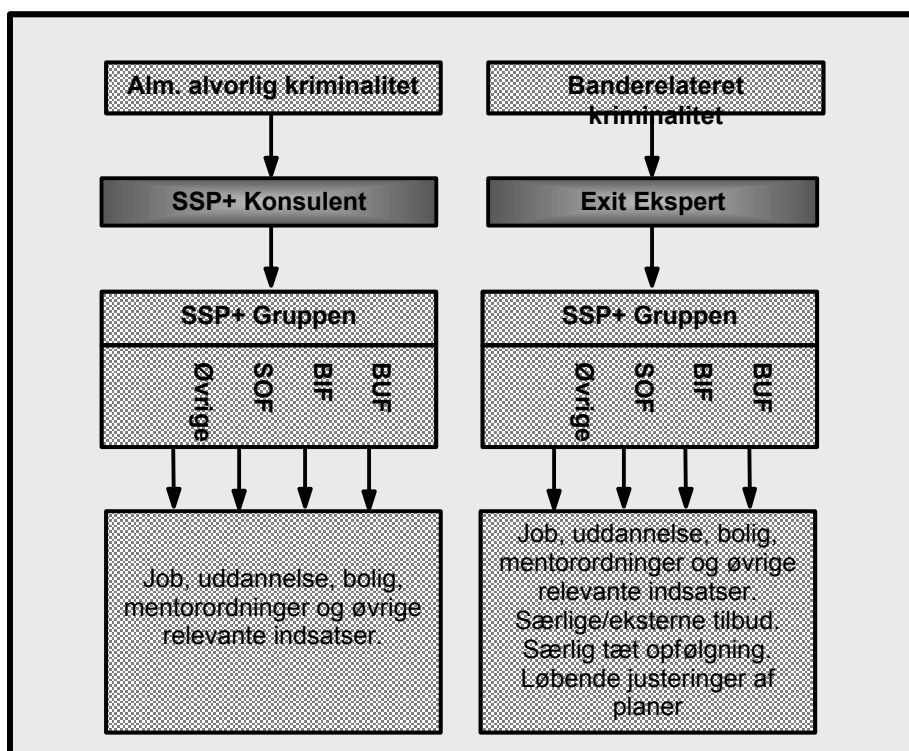 Alm. alvorlig kriminalitet
SSP+ Konsulent
SSP+ Gruppen
Øvrige
SOF
BIF
BUF
Job, uddannelse, bolig,
mentorordninger og øvrige
relevante indsatser.
Banderelateret
kriminalitet
Exit Ekspert
SSP+ Gruppen
Øvrige
SOF
BIF
BUF
Job, uddannelse, bolig,
mentorordninger og øvrige
relevante indsatser.
Særlige/eksterne tilbud.
Særlig tæt opfølgning.
Løbende justeringer af
planer